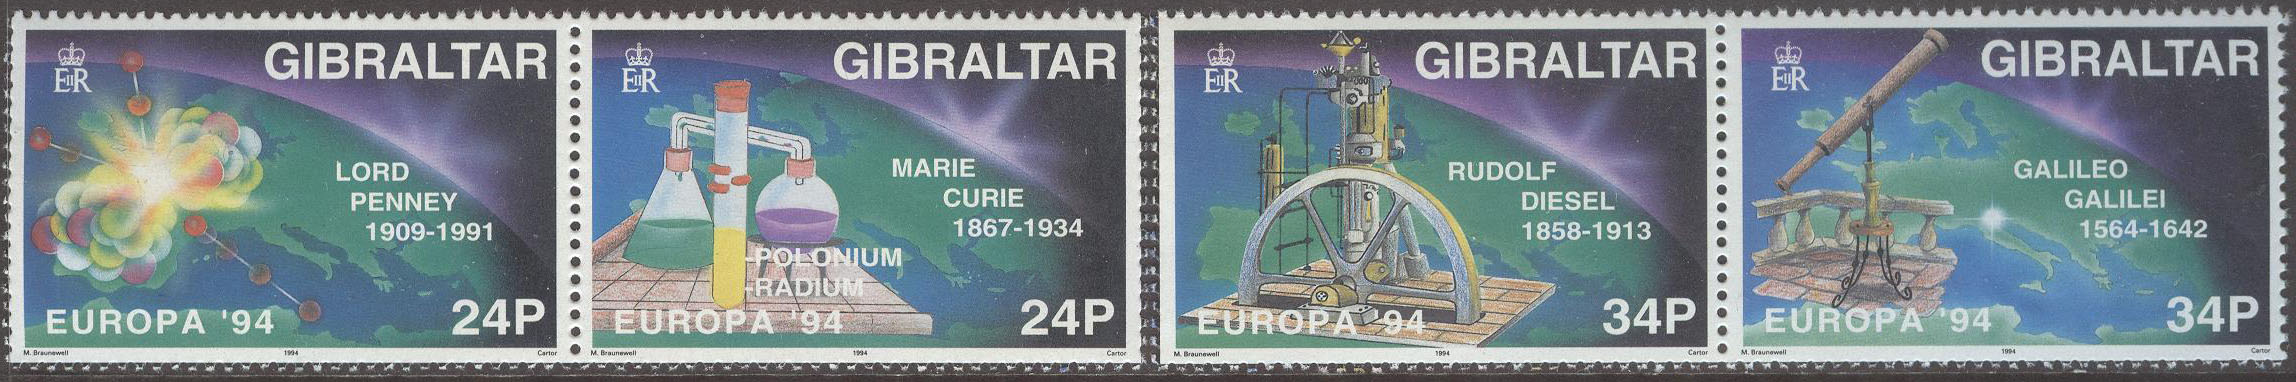 GIBRALTAR
EIIR
LORD
PENNEY
1909-1991
EUROPA '94
24P
M. Braunewell 1994 Cartor
GIBRALTAR
EIIR
MARIE
CURIE
1867-1934
-POLONIUM
-RADIUM
EUROPA '94
24P
M. Braunewell 1994 Cartor
GIBRALTAR
EIIR
RUDOLF
DIESEL
1858-1913
EUROPA '94
34P
M. Braunewell 1994 Cartor
GIBRALTAR
EIIR
GALILEO
GALILEI
1564-1642
EUROPA '94
34P
M. Braunewell 1994 Cartor